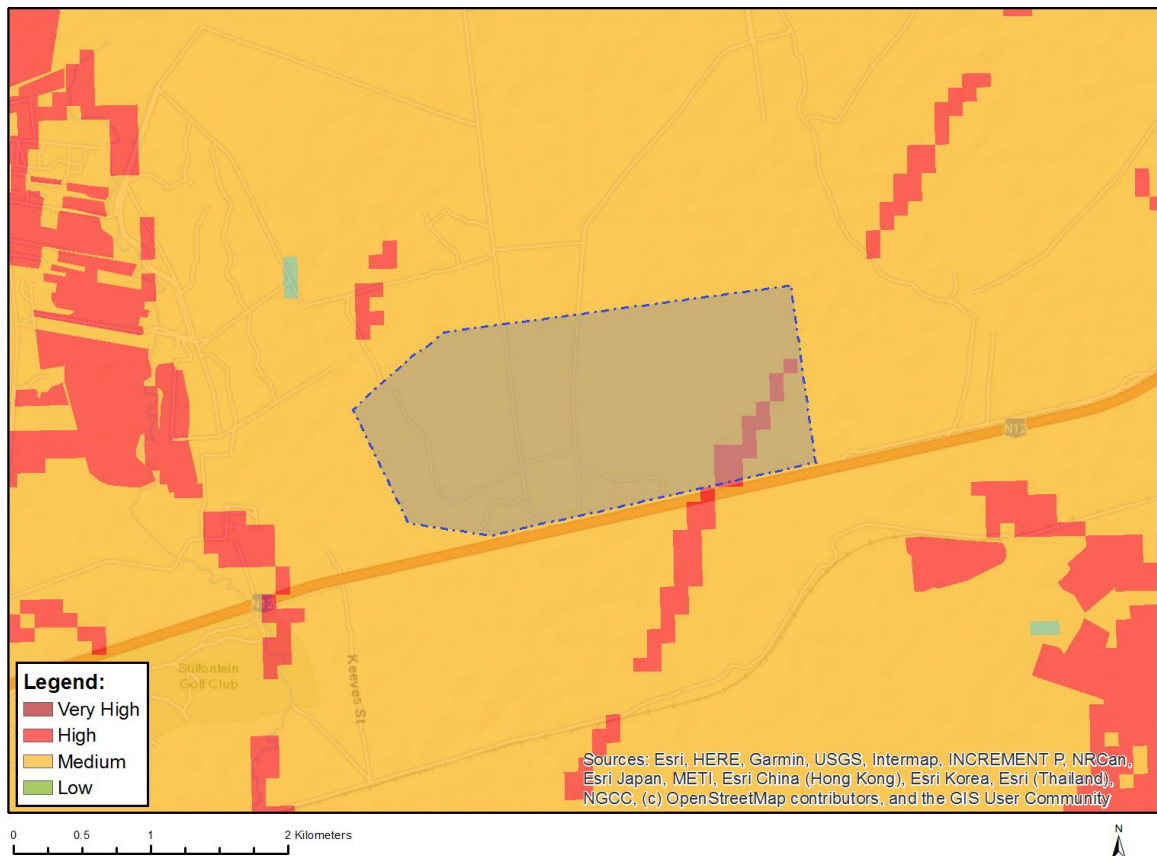 N12
Stilfontein
Golf Club
Keeves St
Legend:
Very High
High
Medium
Low
Sources: Esri, HERE, Garmin, USGS, Intermap, INCREMENT P, NRCan,
Esri Japan, METI, Esri China (Hong Kong), Esri Korea, Esri (Thailand),
NGCC, (c) OpenStreetMap contributors, and the GIS User Community
0 0.5 1 2 Kilometers
N